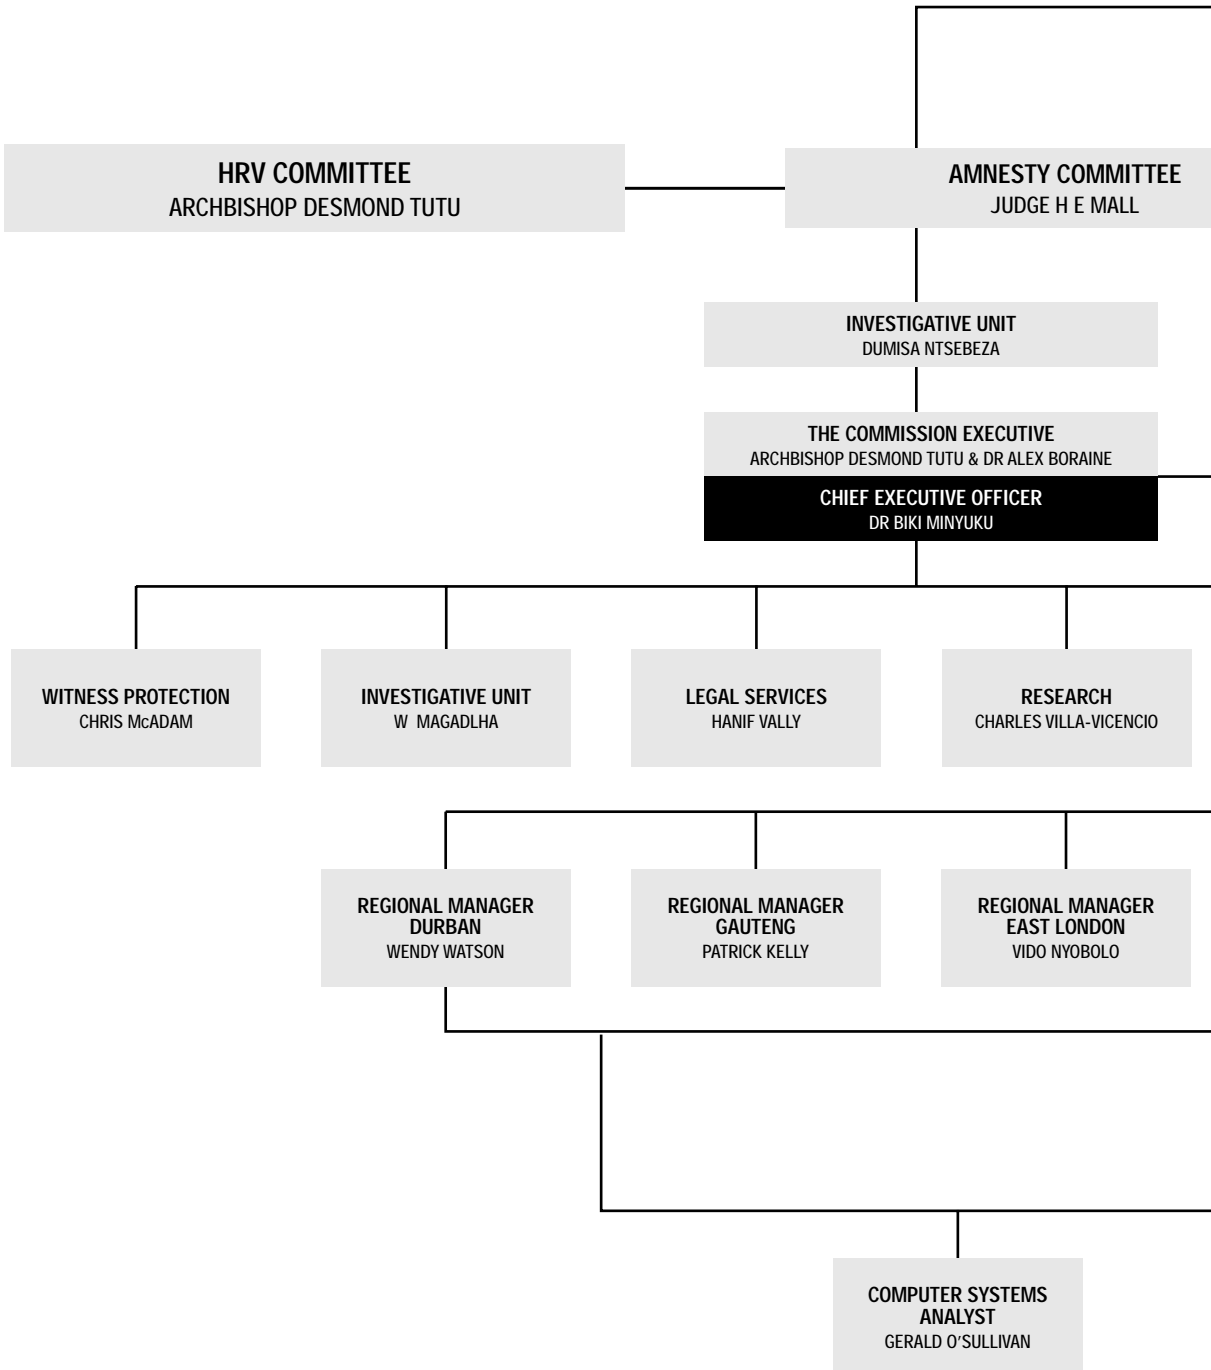 HRV COMMITTEE
ARCHBISHOP DESMOND TUTU
AMNESTY COMMITTEE
JUDGE H E MALL
INVESTIGATIVE UNIT
DUMISA NTSEBEZA
THE COMMISSION EXECUTIVE
ARCHBISHOP DESMOND TUTU & DR ALEX BORAINE
CHIEF EXECUTIVE OFFICER
DR BIKI MINYUKU
WITNESS PROTECTION
CHRIS McADAM
INVESTIGATIVE UNIT
W MAGADLHA
LEGAL SERVICES
HANIF VALLY
RESEARCH
CHARLES VILLA-VICENCIO
REGIONAL MANAGER
DURBAN
WENDY WATSON
REGIONAL MANAGER
GAUTENG
PATRICK KELLY
REGIONAL MANAGER
EAST LONDON
VIDO NYOBOLO
COMPUTER SYSTEMS
ANALYST
GERALD O'SULLIVAN